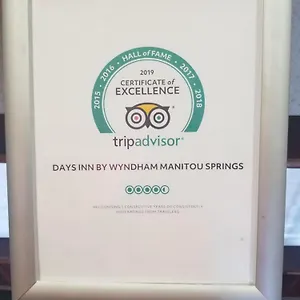 2015 · 2016 · HALL of FAME · 2017 · 2018
2019
CERTIFICATE of
EXCELLENCE
tripadvisor®
DAYS INN BY WYNDHAM MANITOU SPRINGS